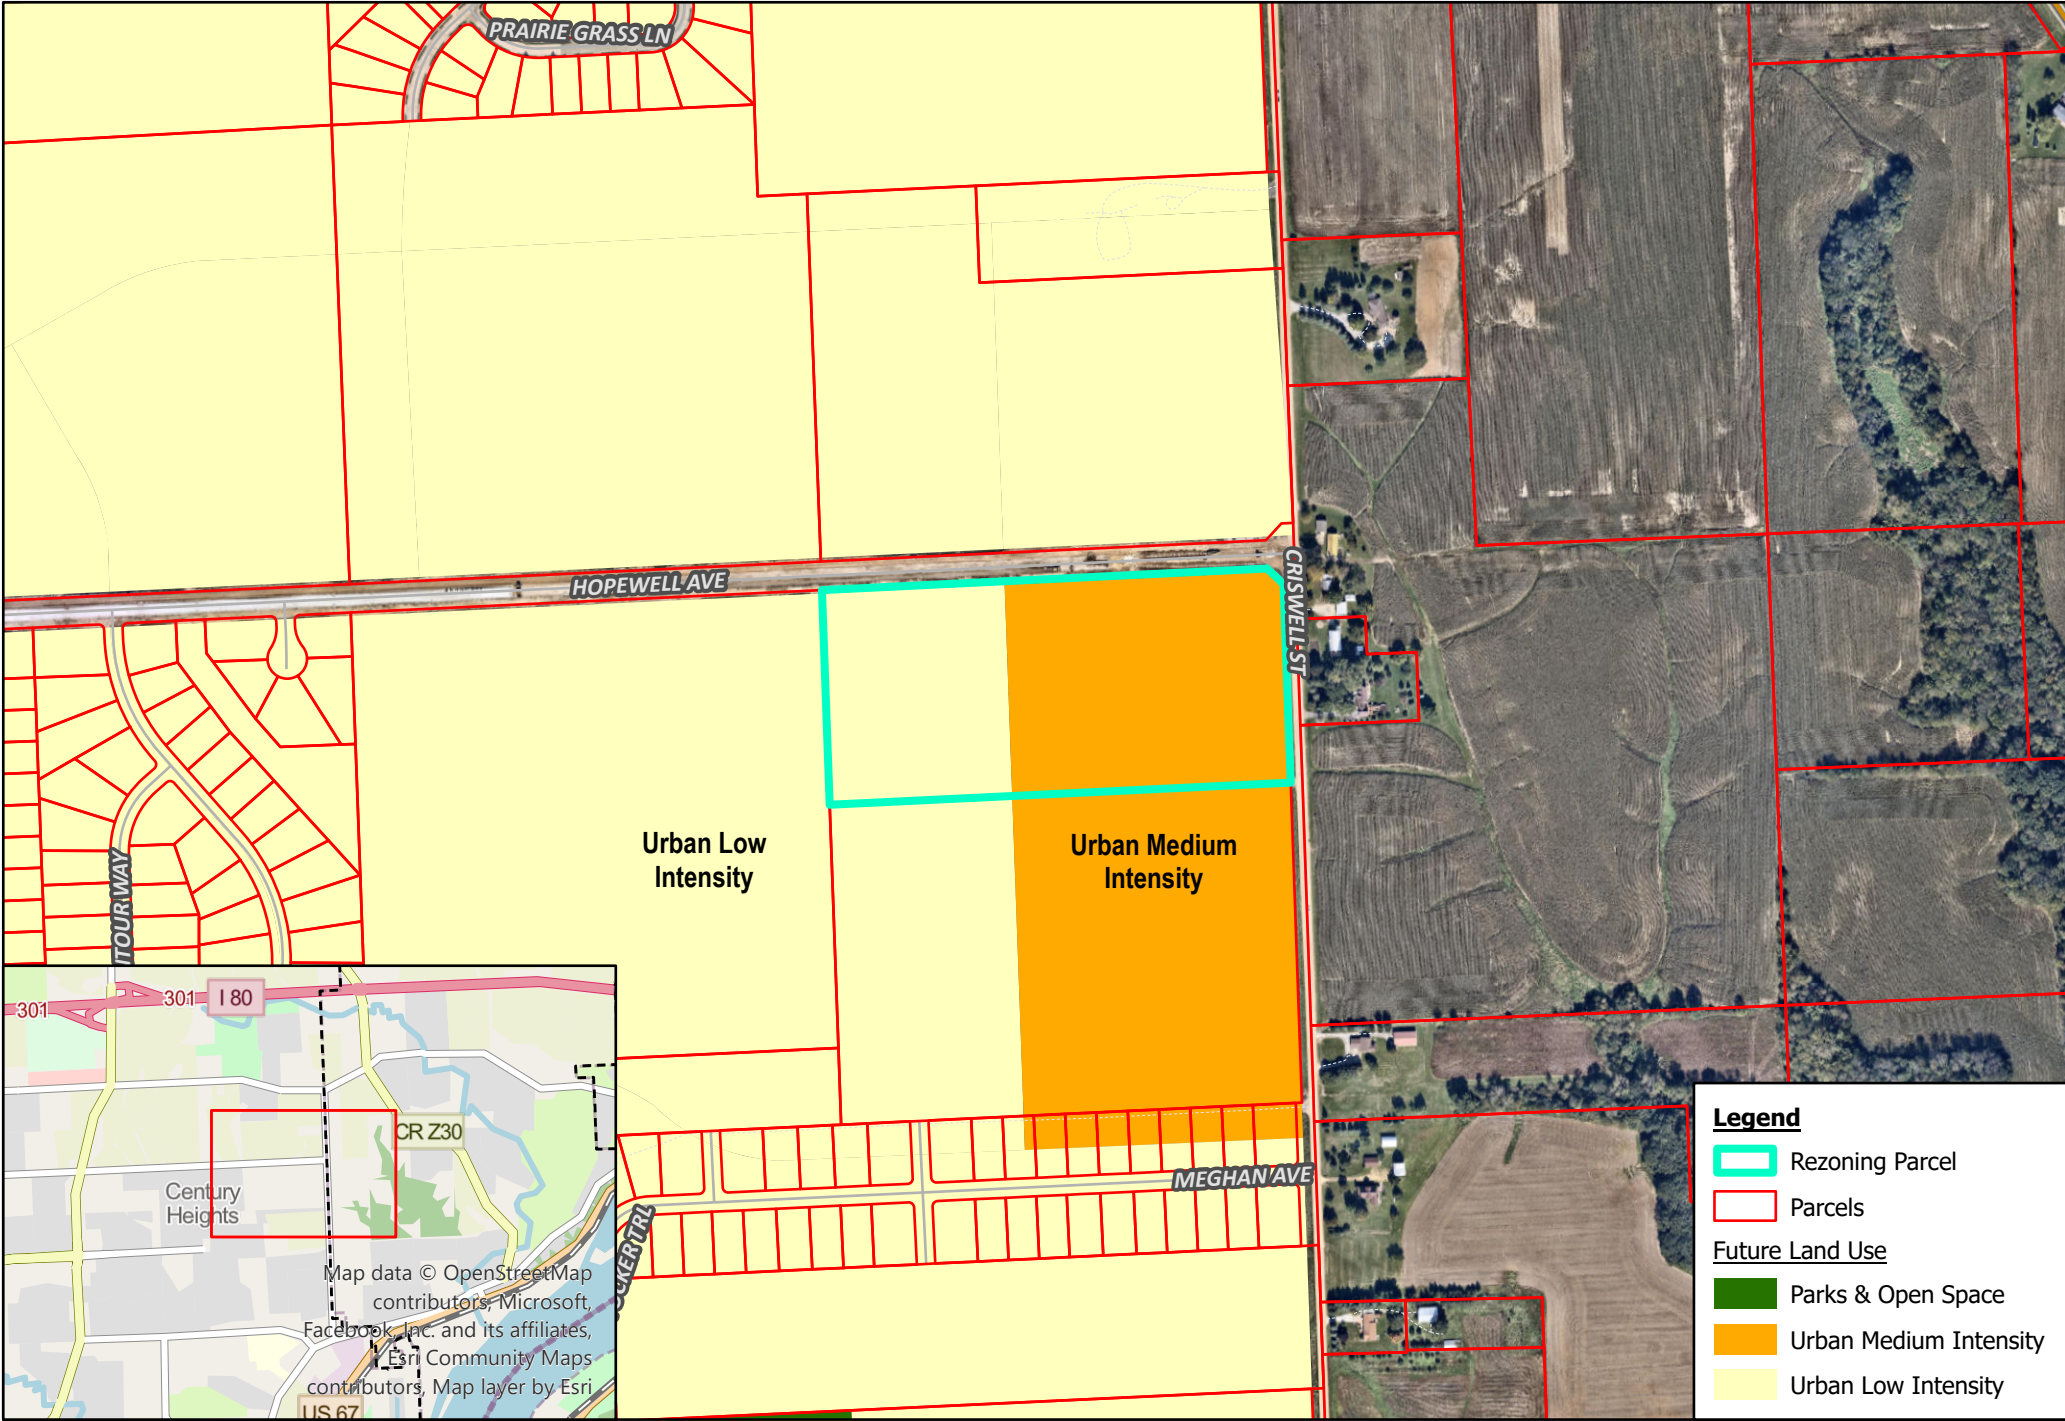 PRAIRIE GRASS LN
HOPEWELL AVE
CRISWELL ST
Urban Low
Intensity
Urban Medium
Intensity
ITOURWAY
MEGHAN AVE
CKER TRL
301
301
I 80
CR Z30
Century
Heights
Map data © OpenStreetMap
contributors, Microsoft,
Facebook, Inc. and its affiliates,
Esri Community Maps
contributors, Map layer by Esri
US 67
Legend
Rezoning Parcel
Parcels
Future Land Use
Parks & Open Space
Urban Medium Intensity
Urban Low Intensity